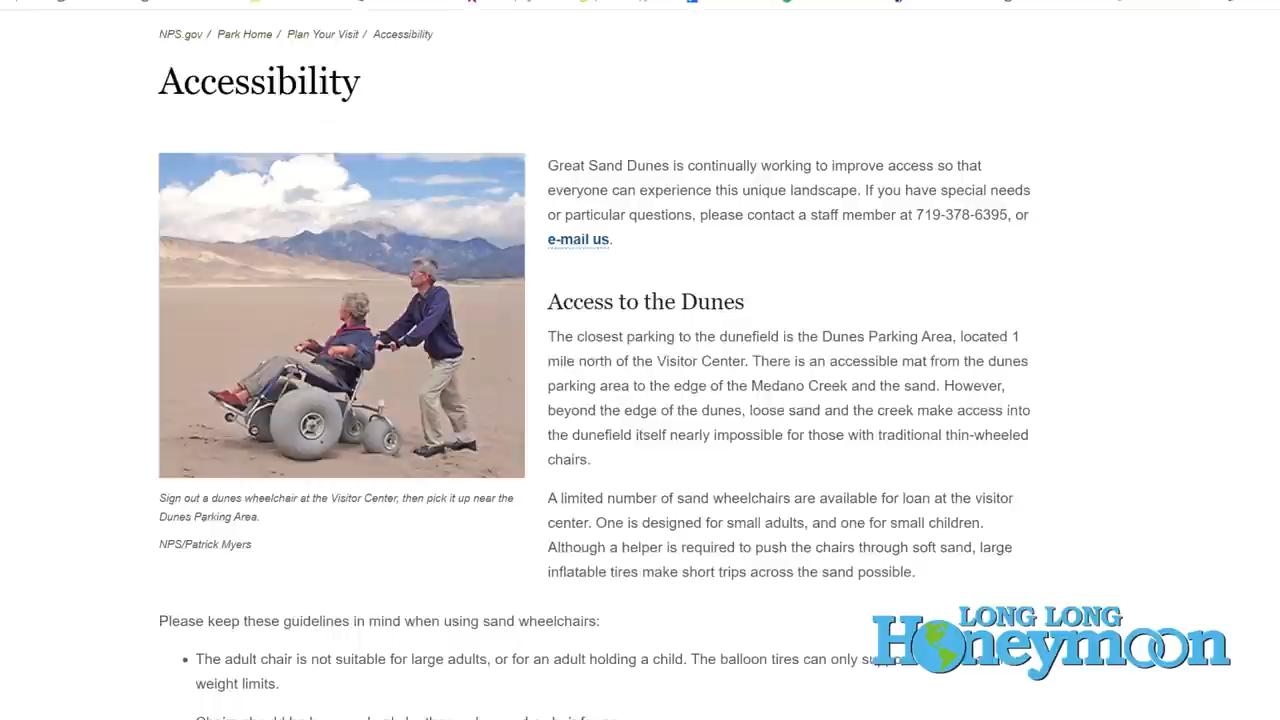 NPS.gov / Park Home / Plan Your Visit / Accessibility
Accessibility
Great Sand Dunes is continually working to improve access so that
everyone can experience this unique landscape. If you have special needs
or particular questions, please contact a staff member at 719-378-6395, or
e-mail us.
Access to the Dunes
The closest parking to the dunefield is the Dunes Parking Area, located 1
mile north of the Visitor Center. There is an accessible mat from the dunes
parking area to the edge of the Medano Creek and the sand. However,
beyond the edge of the dunes, loose sand and the creek make access into
the dunefield itself nearly impossible for those with traditional thin-wheeled
chairs.
A limited number of sand wheelchairs are available for loan at the visitor
center. One is designed for small adults, and one for small children.
Although a helper is required to push the chairs through soft sand, large
inflatable tires make short trips across the sand possible.
Sign out a dunes wheelchair at the Visitor Center, then pick it up near the
Dunes Parking Area.
NPS/Patrick Myers
Please keep these guidelines in mind when using sand wheelchairs:
• The adult chair is not suitable for large adults, or for an adult holding a child. The balloon tires can only
weight limits.
LONG LONG
Honeymoon